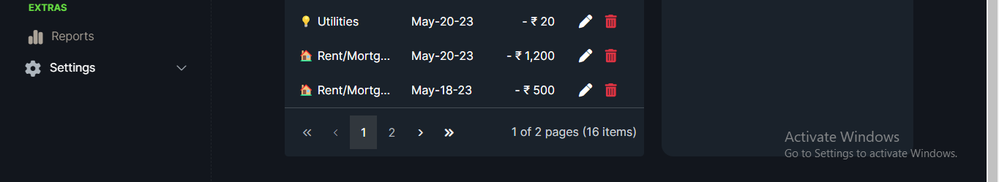 EXTRAS
Reports
Settings
Utilities May-20-23 - ₹ 20
Rent/Mortg... May-20-23 - ₹ 1,200
Rent/Mortg... May-18-23 - ₹ 500
« ‹ 1 2 › » 1 of 2 pages (16 items)
Activate Windows
Go to Settings to activate Windows.